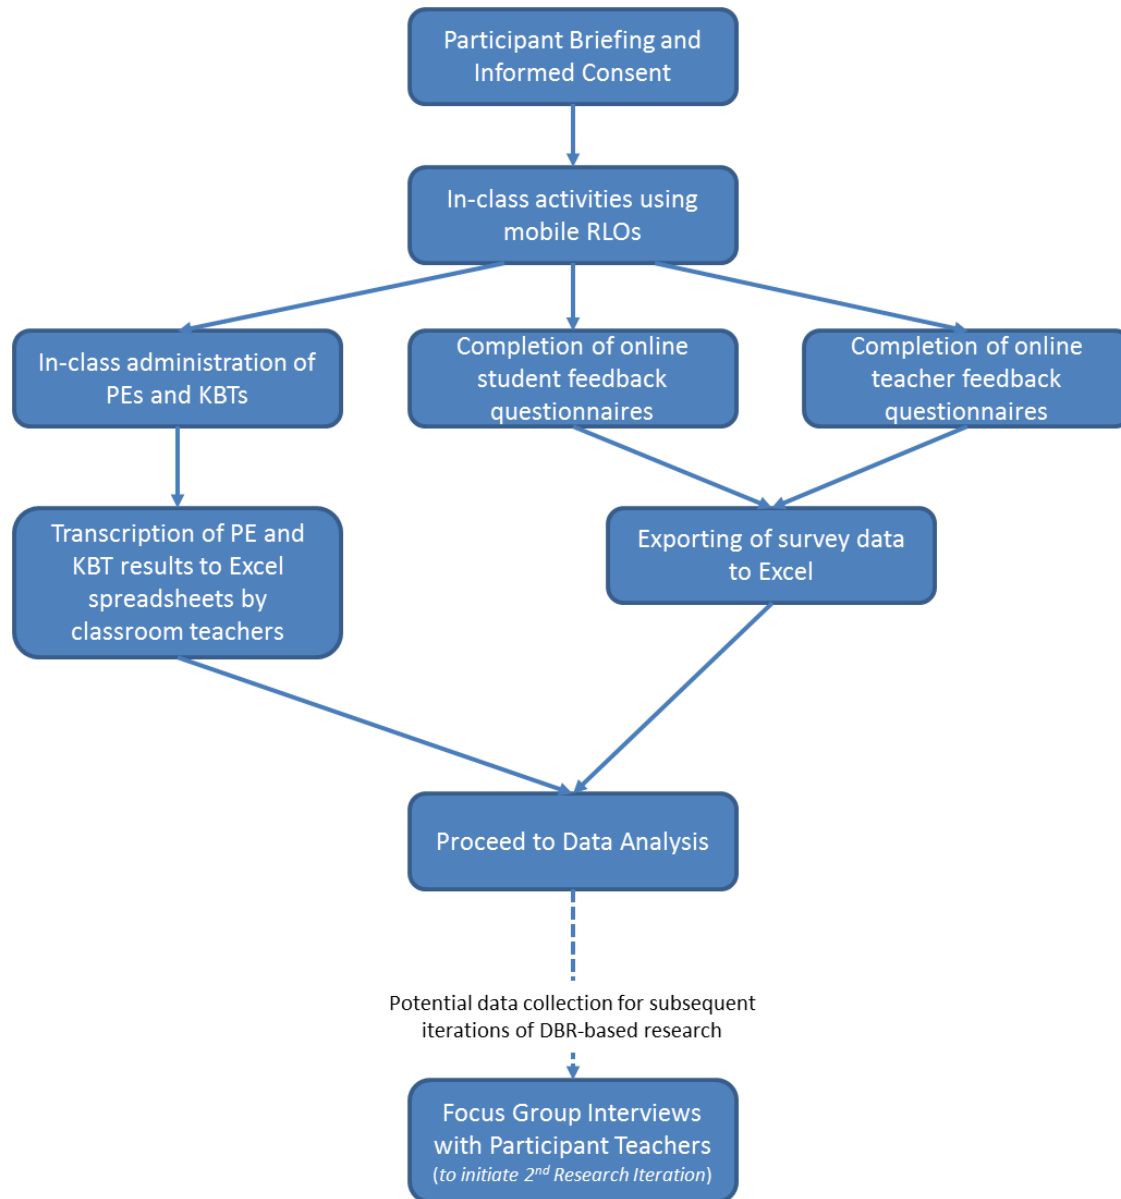 Participant Briefing and
Informed Consent
In-class activities using
mobile RLOs
In-class administration of
PEs and KBTs
Completion of online
student feedback
questionnaires
Completion of online
teacher feedback
questionnaires
Transcription of PE and
KBT results to Excel
spreadsheets by
classroom teachers
Exporting of survey data
to Excel
Proceed to Data Analysis
Potential data collection for subsequent
iterations of DBR-based research
Focus Group Interviews
with Participant Teachers
(to initiate 2nd Research Iteration)